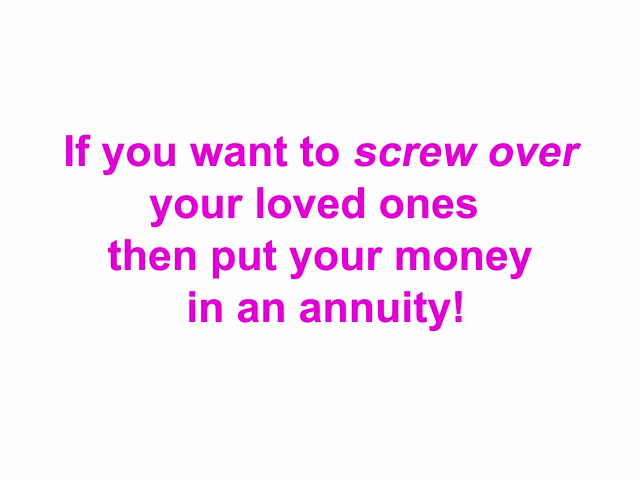 If you want to screw over
your loved ones
then put your money
in an annuity!